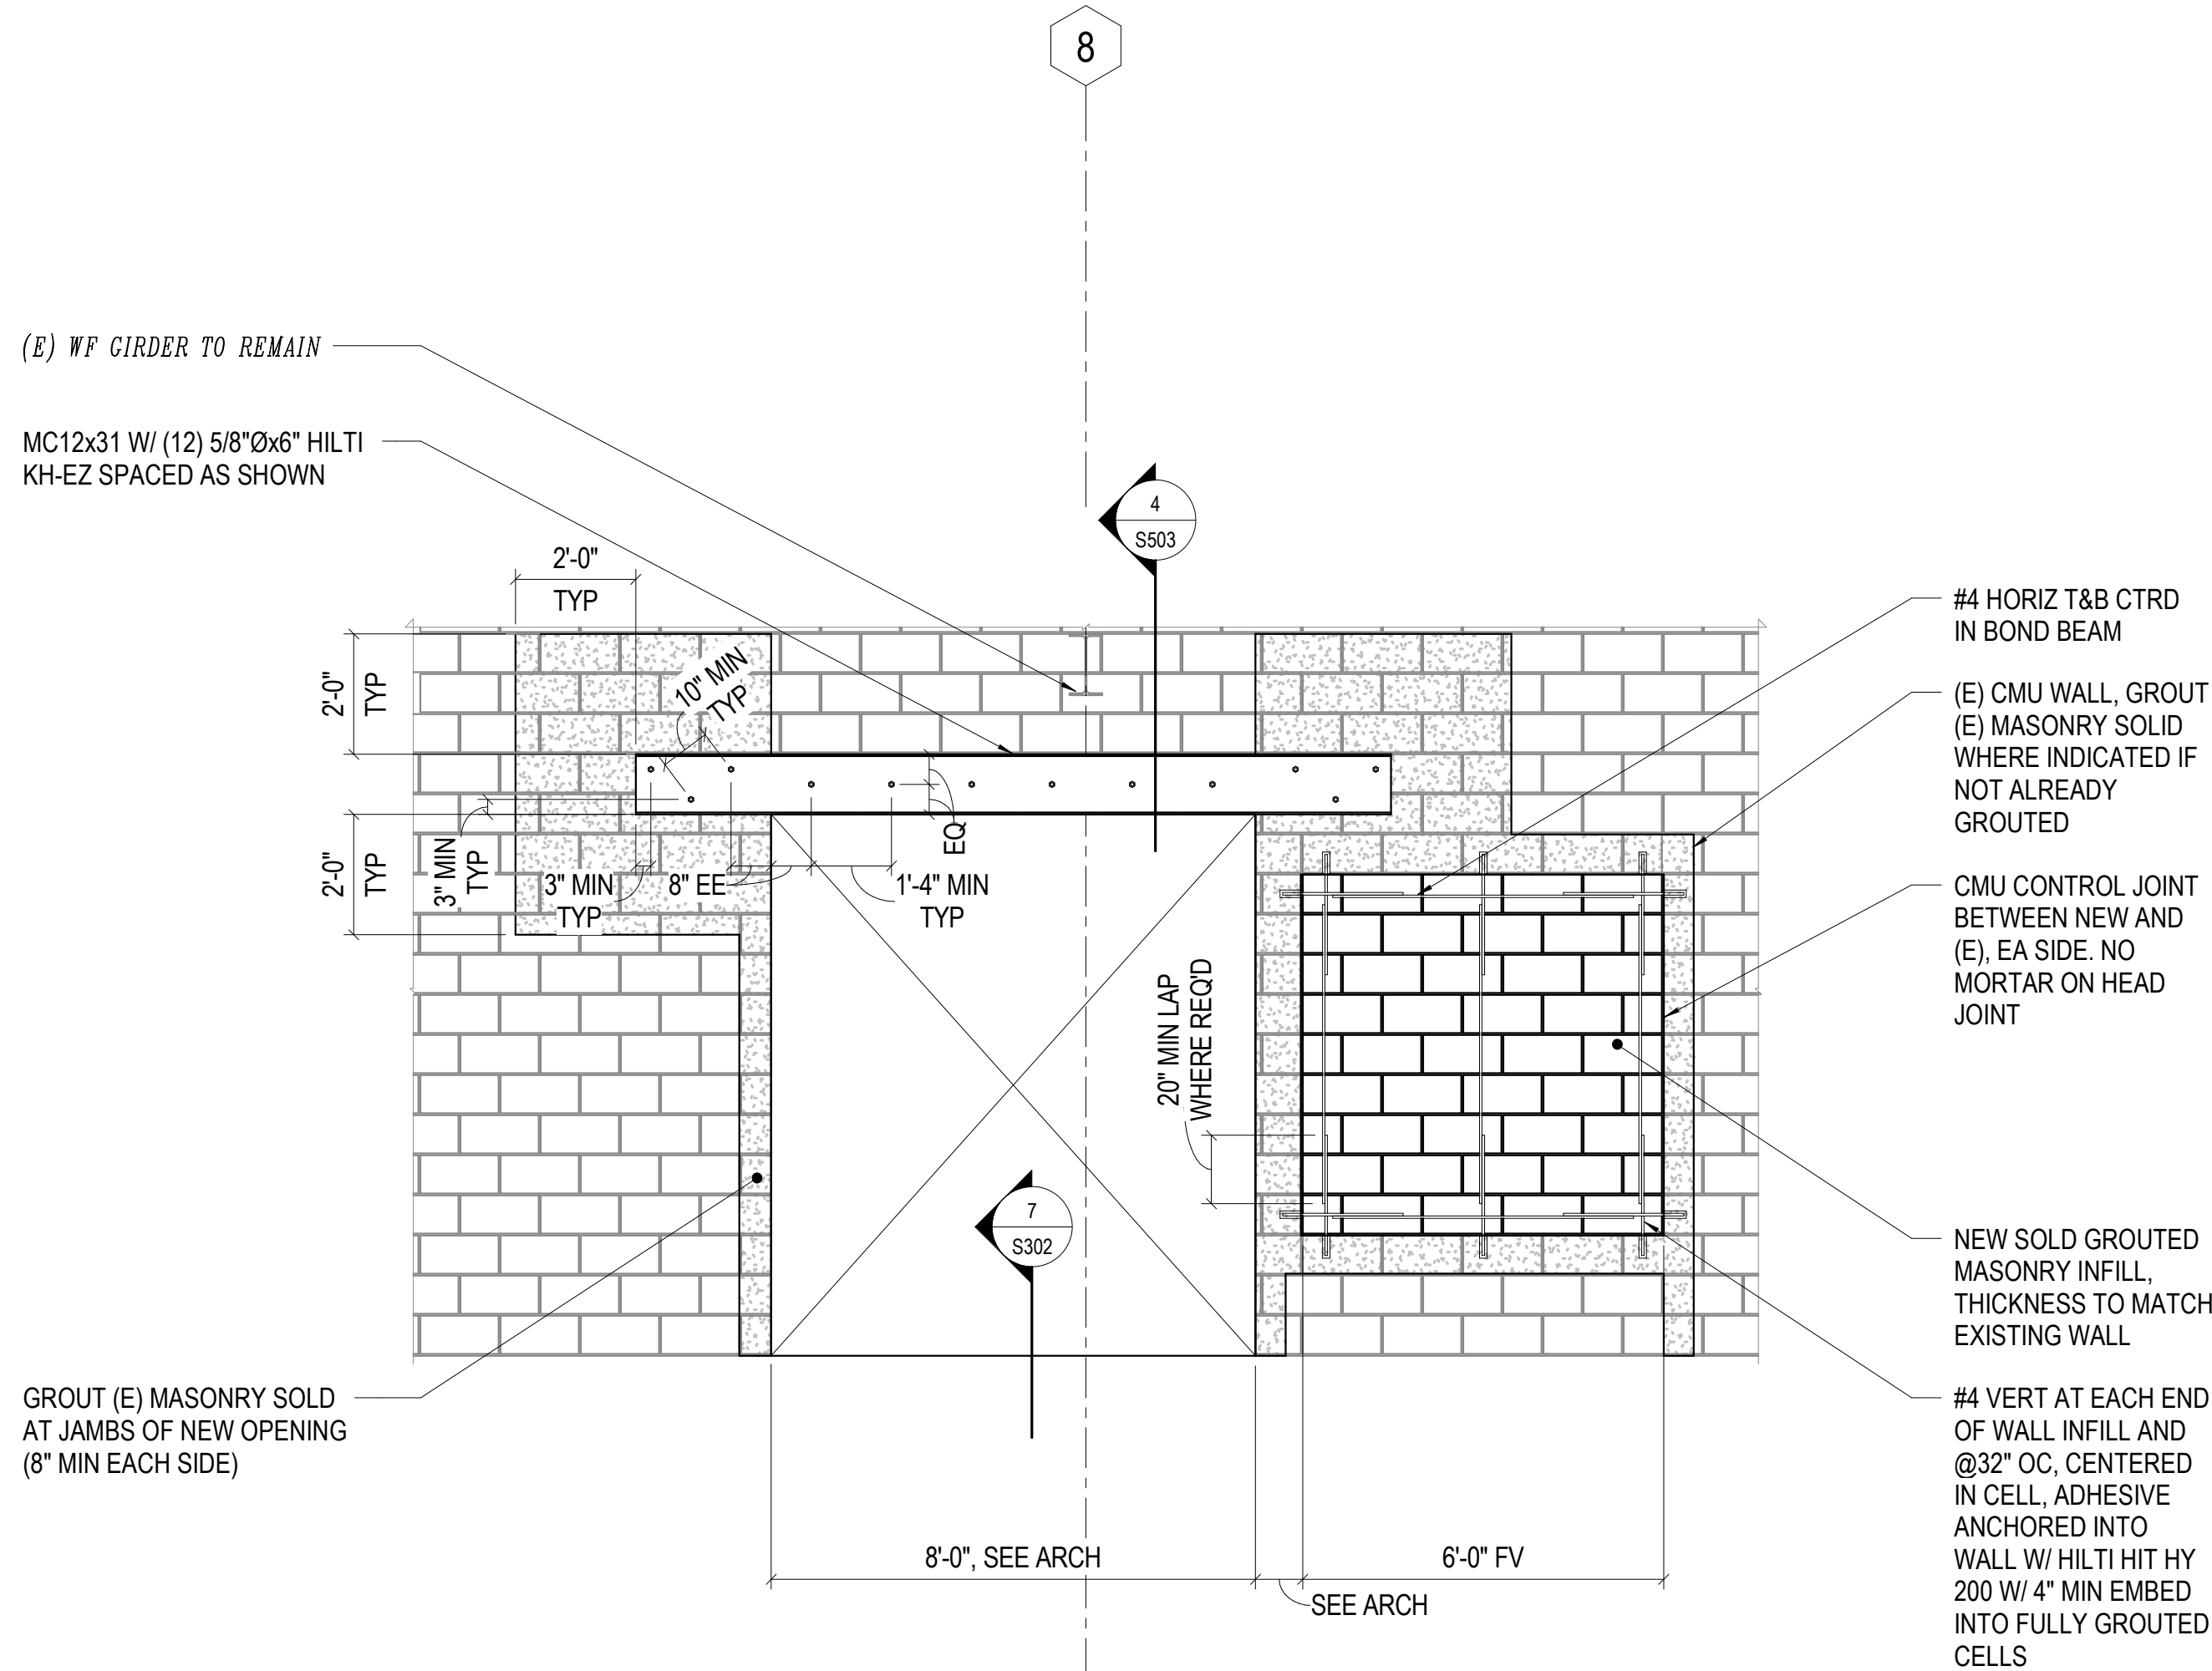 8
(E) WF GIRDER TO REMAIN
MC12x31 W/ (12) 5/8"Øx6" HILTI
KH-EZ SPACED AS SHOWN
4
S503
2'-0"
TYP
2'-0"
TYP
10" MIN
TYP
2'-0"
TYP
3" MIN
TYP
3" MIN
TYP
8" EE
1'-4" MIN
TYP
EQ
20" MIN LAP
WHERE REQ'D
7
S302
#4 HORIZ T&B CTRD
IN BOND BEAM
(E) CMU WALL, GROUT
(E) MASONRY SOLID
WHERE INDICATED IF
NOT ALREADY
GROUTED
CMU CONTROL JOINT
BETWEEN NEW AND
(E), EA SIDE. NO
MORTAR ON HEAD
JOINT
NEW SOLD GROUTED
MASONRY INFILL,
THICKNESS TO MATCH
EXISTING WALL
GROUT (E) MASONRY SOLD
AT JAMBS OF NEW OPENING
(8" MIN EACH SIDE)
#4 VERT AT EACH END
OF WALL INFILL AND
@32" OC, CENTERED
IN CELL, ADHESIVE
ANCHORED INTO
WALL W/ HILTI HIT HY
200 W/ 4" MIN EMBED
INTO FULLY GROUTED
CELLS
8'-0", SEE ARCH
6'-0" FV
SEE ARCH